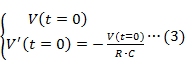 V(t = 0)
V′(t = 0) = − V(t=0) / R·C ⋯ (3)